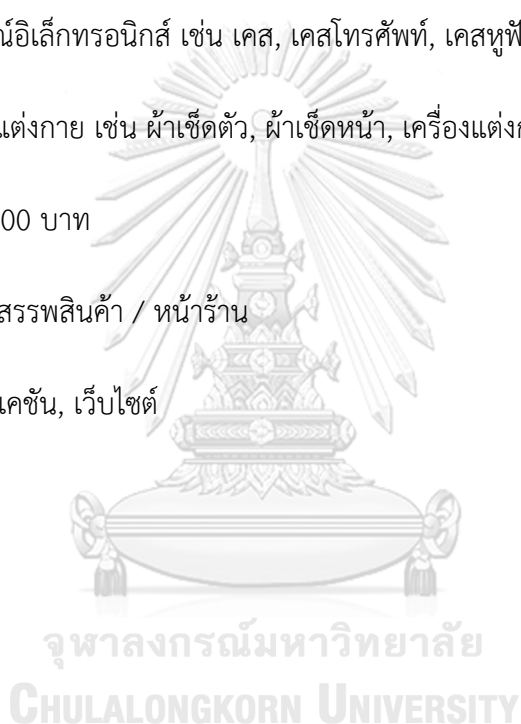 ณ์อิเล็กทรอนิกส์ เช่น เคส, เคสโทรศัพท์, เคสหูฟั
แต่งกาย เช่น ผ้าเช็ดตัว, ผ้าเช็ดหน้า, เครื่องแต่งก
00 บาท
สรรพสินค้า / หน้าร้าน
เคชัน, เว็บไซต์
จุฬาลงกรณ์มหาวิทยาลัย
CHULALONGKORN UNIVERSITY